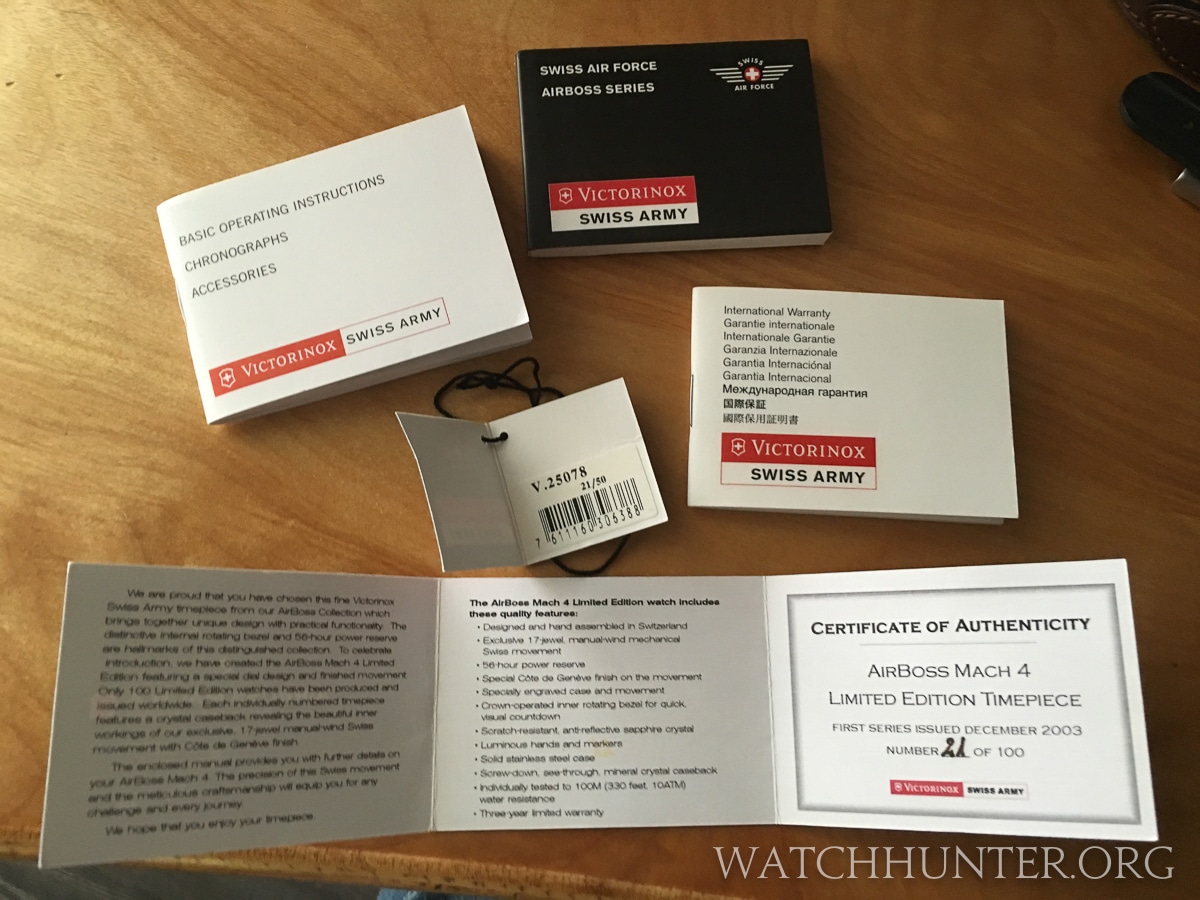 SWISS AIR FORCE
AIRBOSS SERIES
SWISS
AIR FORCE
VICTORINOX
SWISS ARMY
BASIC OPERATING INSTRUCTIONS
CHRONOGRAPHS
ACCESSORIES
VICTORINOX SWISS ARMY
International Warranty
Garantie internationale
Internationale Garantie
Garanzia Internazionale
Garantía Internaciónal
Garantia Internacional
Международная гарантия
国際保証
國際保用証明書
VICTORINOX
SWISS ARMY
V.25078
21/50
7 611160 306388
We are proud that you have chosen this fine Victorinox
Swiss Army timepiece from our AirBoss Collection which
brings together unique design with practical functionality. The
distinctive internal rotating bezel and 56-hour power reserve
are hallmarks of this distinguished collection. To celebrate
introduction, we have created the AirBoss Mach 4 Limited
Edition featuring a special dial design and finished movement
Only 100 Limited Edition watches have been produced and
issued worldwide. Each individually numbered timepiece
features a crystal caseback revealing the beautiful inner
workings of our exclusive, 17-jewel manual-wind Swiss
movement with Côte de Genève finish.
The enclosed manual provides you with further details on
your AirBoss Mach 4. The precision of this Swiss movement
and the meticulous craftsmanship will equip you for any
challenge and every journey.
We hope that you enjoy your timepiece.
The AirBoss Mach 4 Limited Edition watch includes
these quality features:
• Designed and hand assembled in Switzerland
• Exclusive 17-jewel, manual-wind mechanical
Swiss movement
• 56-hour power reserve
• Special Côte de Genève finish on the movement
• Specially engraved case and movement
• Crown-operated inner rotating bezel for quick,
visual countdown
• Scratch-resistant, anti-reflective sapphire crystal
• Luminous hands and markers
• Solid stainless steel case
• Screw-down, see-through, mineral crystal caseback
• Individually tested to 100M (330 feet, 10ATM)
water resistance
• Three-year limited warranty
CERTIFICATE OF AUTHENTICITY
AIRBOSS MACH 4
LIMITED EDITION TIMEPIECE
FIRST SERIES ISSUED DECEMBER 2003
NUMBER 21 OF 100
VICTORINOX SWISS ARMY
WATCHHUNTER.ORG